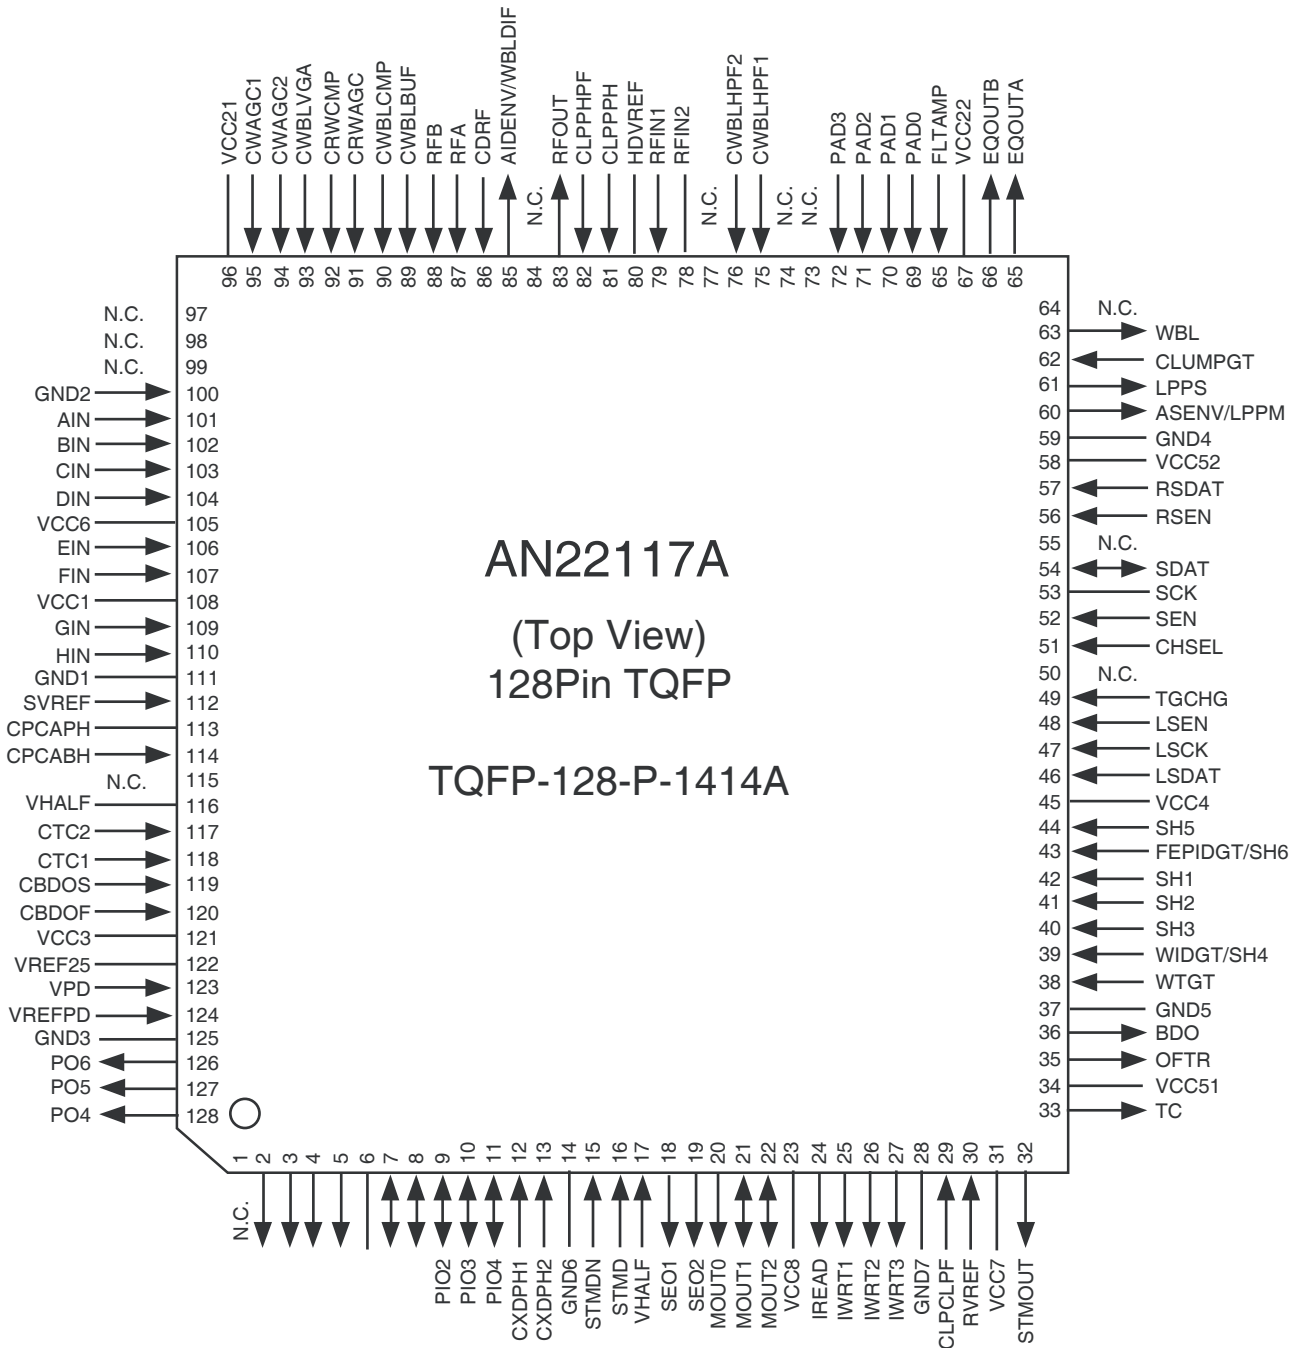 VCC21
CWAGC1
CWAGC2
CWBLVGA
CRWCMP
CRWAGC
CWBLCMP
CWBLBUF
RFB
RFA
CDRF
AIDENV/WBLDIF
N.C.
RFOUT
CLPPHPF
CLPPPH
HDVREF
RFIN1
RFIN2
N.C.
CWBLHPF2
CWBLHPF1
N.C.
N.C.
PAD3
PAD2
PAD1
PAD0
FLTAMP
VCC22
EQOUTB
EQOUTA
96 95 94 93 92 91 90 89 88 87 86 85 84 83 82 81 80 79 78 77 76 75 74 73 72 71 70 69 65 67 66 65
N.C. 97
N.C. 98
N.C. 99
GND2 100
AIN 101
BIN 102
CIN 103
DIN 104
VCC6 105
EIN 106
FIN 107
VCC1 108
GIN 109
HIN 110
GND1 111
SVREF 112
CPCAPH 113
CPCABH 114
N.C. 115
VHALF 116
CTC2 117
CTC1 118
CBDOS 119
CBDOF 120
VCC3 121
VREF25 122
VPD 123
VREFPD 124
GND3 125
PO6 126
PO5 127
PO4 128
AN22117A
(Top View)
128Pin TQFP
TQFP-128-P-1414A
64 N.C.
63 WBL
62 CLUMPGT
61 LPPS
60 ASENV/LPPM
59 GND4
58 VCC52
57 RSDAT
56 RSEN
55 N.C.
54 SDAT
53 SCK
52 SEN
51 CHSEL
50 N.C.
49 TGCHG
48 LSEN
47 LSCK
46 LSDAT
45 VCC4
44 SH5
43 FEPIDGT/SH6
42 SH1
41 SH2
40 SH3
39 WIDGT/SH4
38 WTGT
37 GND5
36 BDO
35 OFTR
34 VCC51
33 TC
1 2 3 4 5 6 7 8 9 10 11 12 13 14 15 16 17 18 19 20 21 22 23 24 25 26 27 28 29 30 31 32
N.C.
PIO2
PIO3
PIO4
CXDPH1
CXDPH2
GND6
STMDN
STMD
VHALF
SEO1
SEO2
MOUT0
MOUT1
MOUT2
VCC8
IREAD
IWRT1
IWRT2
IWRT3
GND7
CLPCLPF
RVREF
VCC7
STMOUT